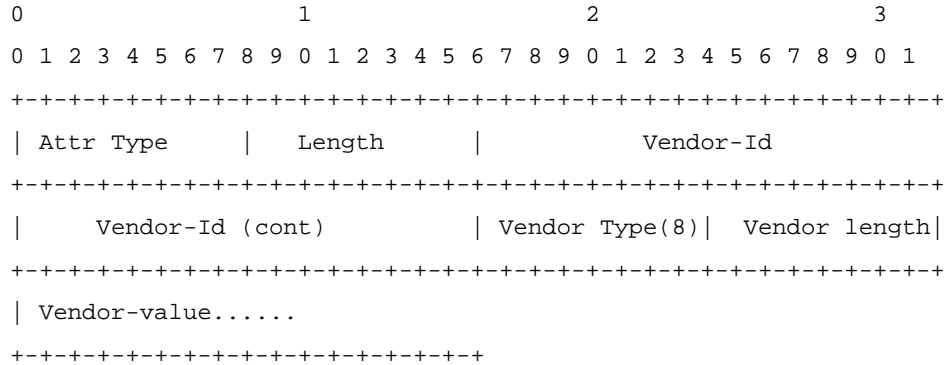 0                   1                   2                   3
0 1 2 3 4 5 6 7 8 9 0 1 2 3 4 5 6 7 8 9 0 1 2 3 4 5 6 7 8 9 0 1
+-+-+-+-+-+-+-+-+-+-+-+-+-+-+-+-+-+-+-+-+-+-+-+-+-+-+-+-+-+-+-+-+
| Attr Type     |   Length      |           Vendor-Id
+-+-+-+-+-+-+-+-+-+-+-+-+-+-+-+-+-+-+-+-+-+-+-+-+-+-+-+-+-+-+-+-+
|     Vendor-Id (cont)          | Vendor Type(8)|  Vendor length|
+-+-+-+-+-+-+-+-+-+-+-+-+-+-+-+-+-+-+-+-+-+-+-+-+-+-+-+-+-+-+-+-+
| Vendor-value......
+-+-+-+-+-+-+-+-+-+-+-+-+-+-+-+-+